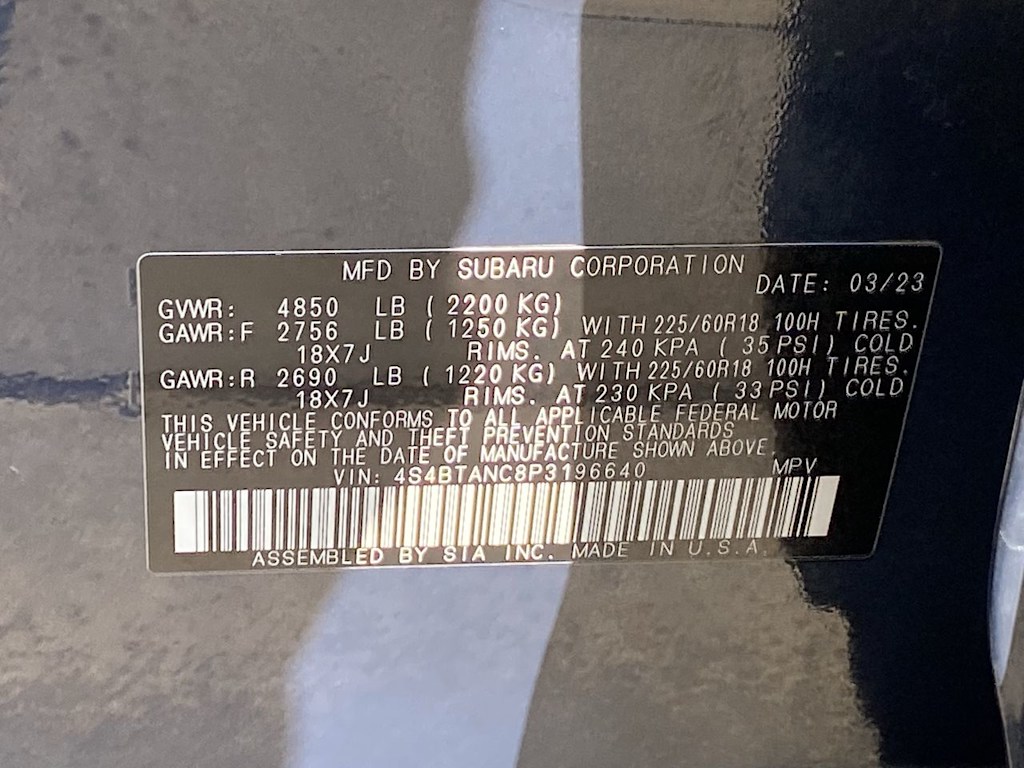 MFD BY SUBARU CORPORATION
DATE: 03/23
GVWR: 4850 LB ( 2200 KG)
GAWR:F 2756 LB ( 1250 KG) WITH 225/60R18 100H TIRES.
18X7J RIMS. AT 240 KPA ( 35 PSI) COLD
GAWR:R 2690 LB ( 1220 KG) WITH 225/60R18 100H TIRES.
18X7J RIMS. AT 230 KPA ( 33 PSI) COLD
THIS VEHICLE CONFORMS TO ALL APPLICABLE FEDERAL MOTOR
VEHICLE SAFETY AND THEFT PREVENTION STANDARDS
IN EFFECT ON THE DATE OF MANUFACTURE SHOWN ABOVE.
VIN: 4S4BTANC8P3196640 MPV
ASSEMBLED BY SIA INC. MADE IN U.S.A.